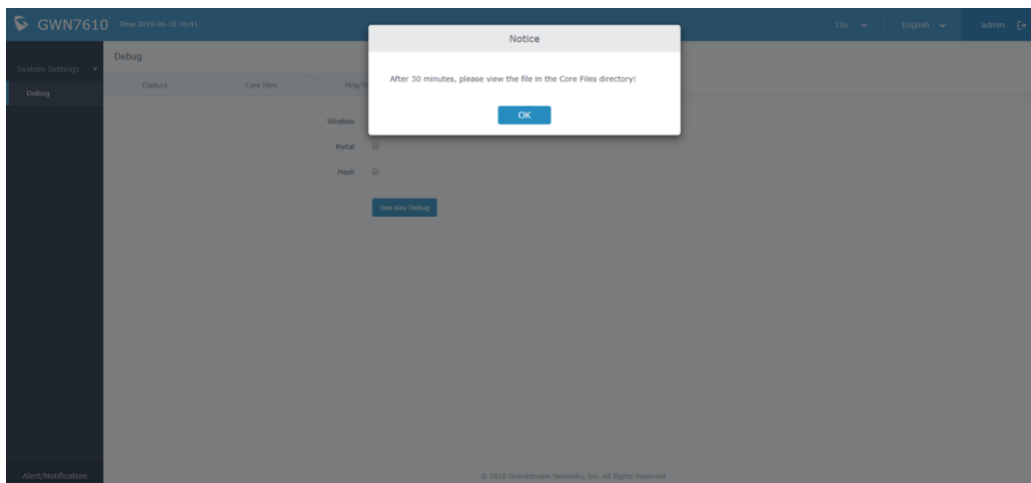 GWN7610 Time 2019-06-10 16:41 15s English admin
Notice
After 30 minutes, please view the file in the Core Files directory!
OK
System Settings
Debug
Debug
Capture Core Files
Wireless
Portal
Mesh
One Key Debug
Alert/Notification
© 2019 Grandstream Networks, Inc. All Rights Reserved